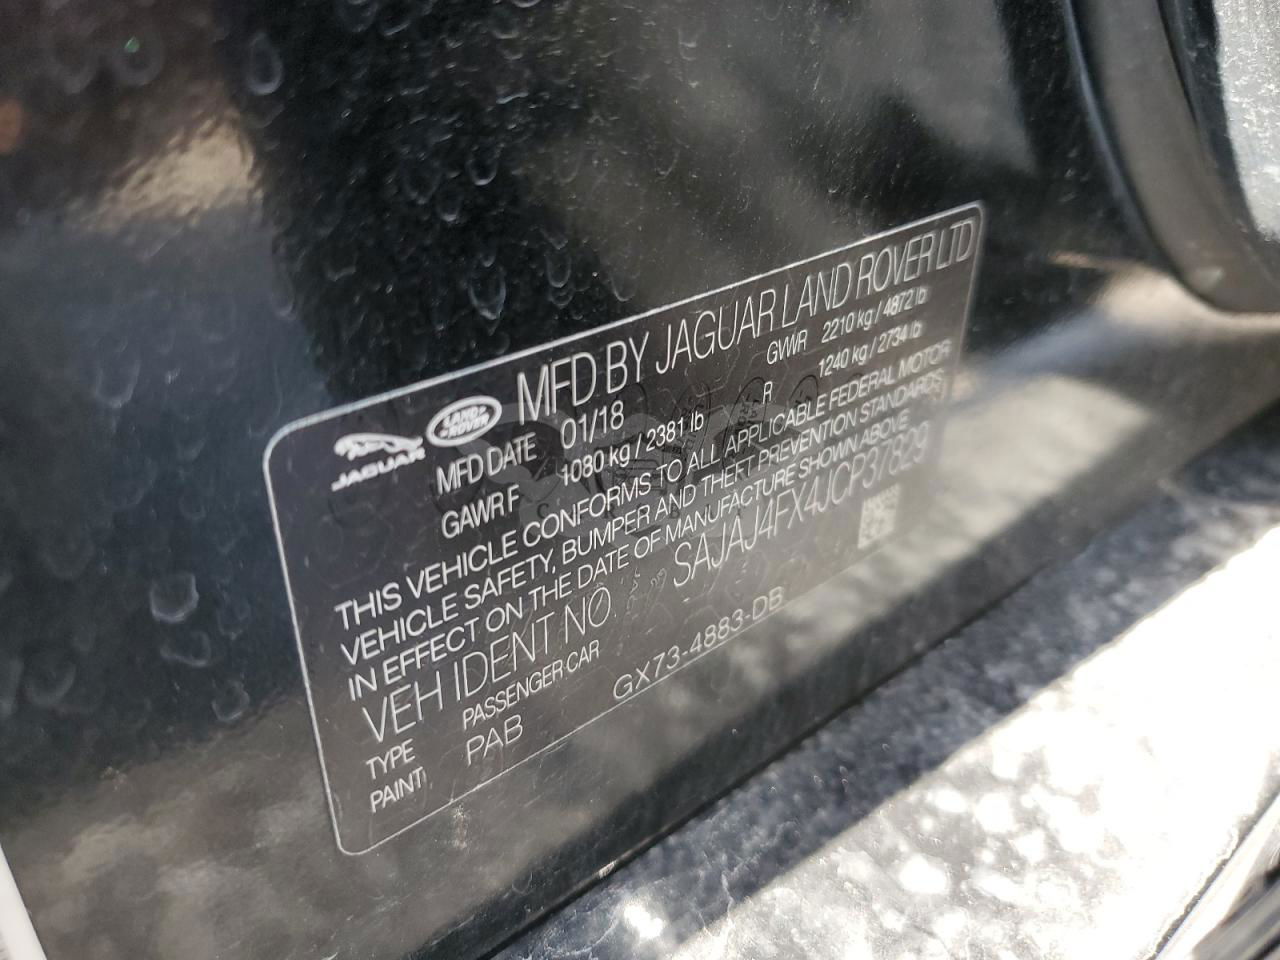 JAGUAR LAND ROVER MFD BY JAGUAR LAND ROVER LTD
MFD DATE 01/18 GVWR 2210 kg / 4872 lb
GAWR F 1080 kg / 2381 lb R 1240 kg / 2734 lb
THIS VEHICLE CONFORMS TO ALL APPLICABLE FEDERAL MOTOR
VEHICLE SAFETY, BUMPER AND THEFT PREVENTION STANDARDS
IN EFFECT ON THE DATE OF MANUFACTURE SHOWN ABOVE
VEH IDENT NO. SAJAJ4FX4JCP37829
TYPE PASSENGER CAR
PAINT PAB GX73-4883-DB